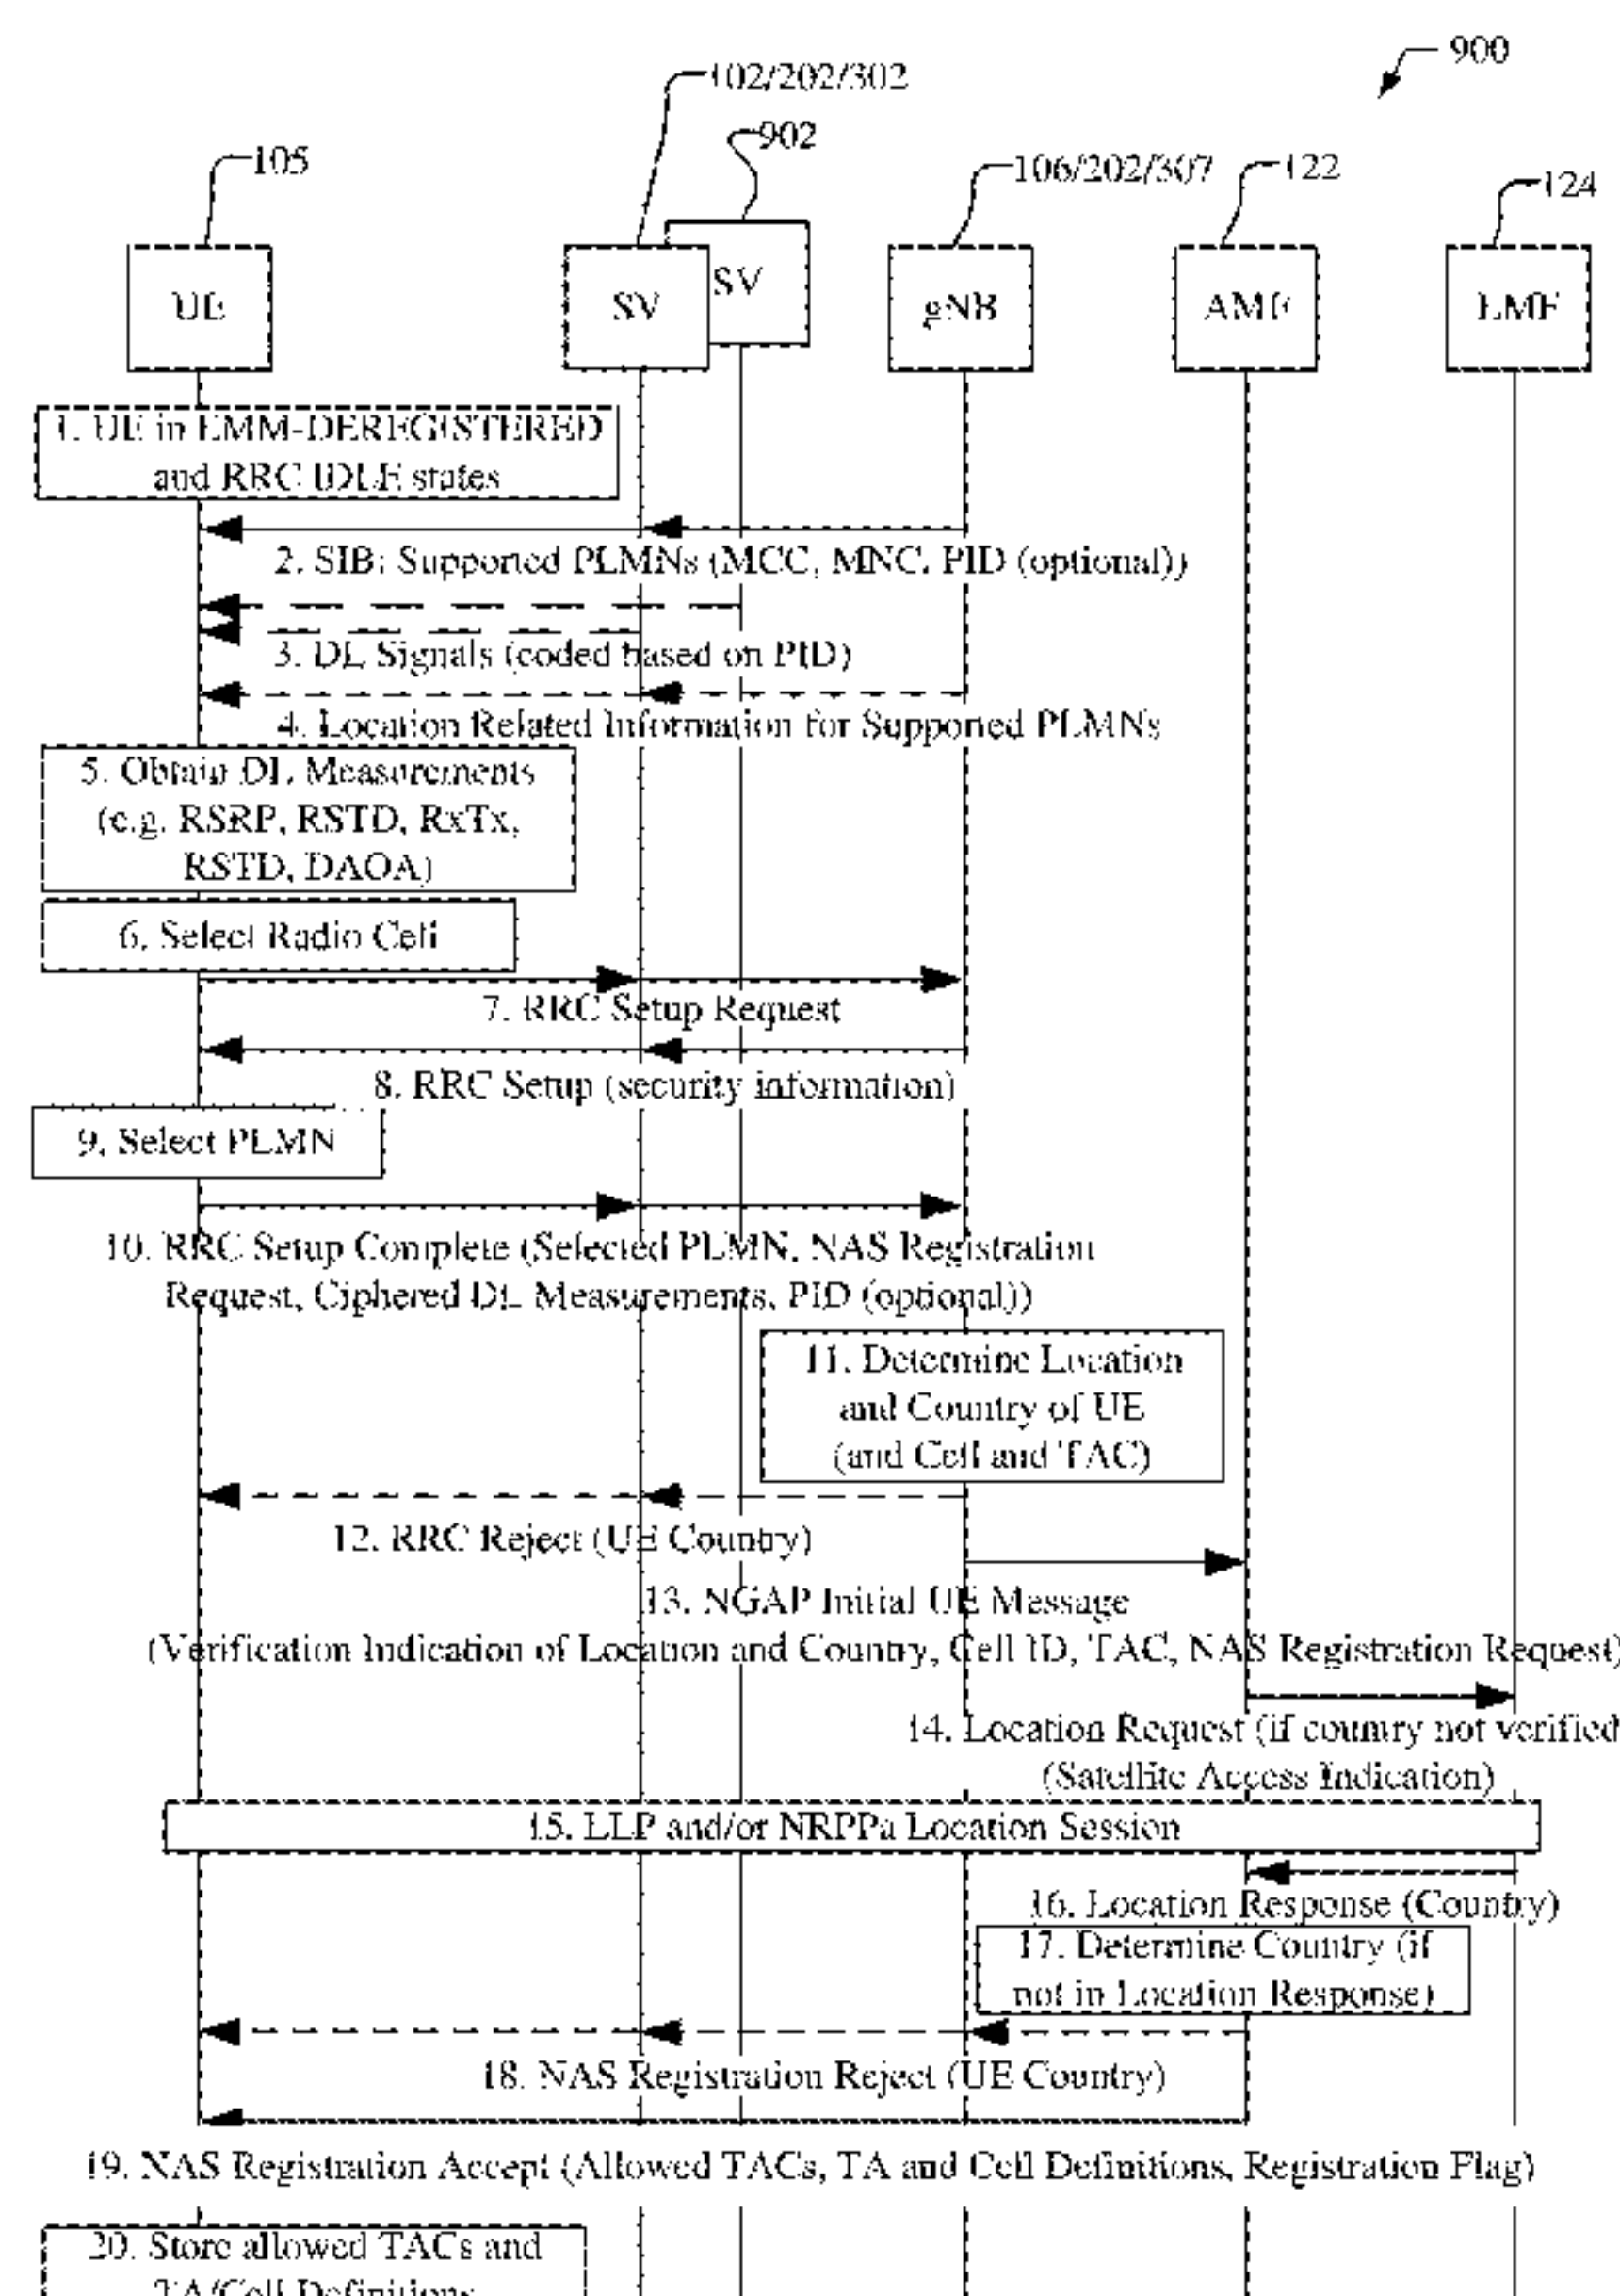 900
102/202/302
902
105
106/202/307
122
124
UE
SV
SV
gNB
AMF
LMF
1. UE in EMM-DEREGISTERED
and RRC IDLE states
2. SIB: Supported PLMNs (MCC, MNC, PID (optional))
3. DL Signals (coded based on PID)
4. Location Related Information for Supported PLMNs
5. Obtain DL Measurements
(e.g. RSRP, RSTD, RxTx,
RSTD, DAOA)
6. Select Radio Cell
7. RRC Setup Request
8. RRC Setup (security information)
9. Select PLMN
10. RRC Setup Complete (Selected PLMN, NAS Registration
Request, Ciphered DL Measurements, PID (optional))
11. Determine Location
and Country of UE
(and Cell and TAC)
12. RRC Reject (UE Country)
13. NGAP Initial UE Message
(Verification Indication of Location and Country, Cell ID, TAC, NAS Registration Request)
14. Location Request (if country not verified
(Satellite Access Indication)
15. LLP and/or NRPPa Location Session
16. Location Response (Country)
17. Determine Country (if
not in Location Response)
18. NAS Registration Reject (UE Country)
19. NAS Registration Accept (Allowed TACs, TA and Cell Definitions, Registration Flag)
20. Store allowed TACs and
TA/Cell Definitions